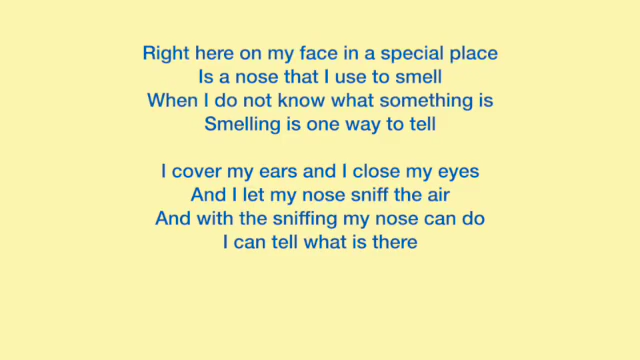 Right here on my face in a special place
Is a nose that I use to smell
When I do not know what something is
Smelling is one way to tell
I cover my ears and I close my eyes
And I let my nose sniff the air
And with the sniffing my nose can do
I can tell what is there